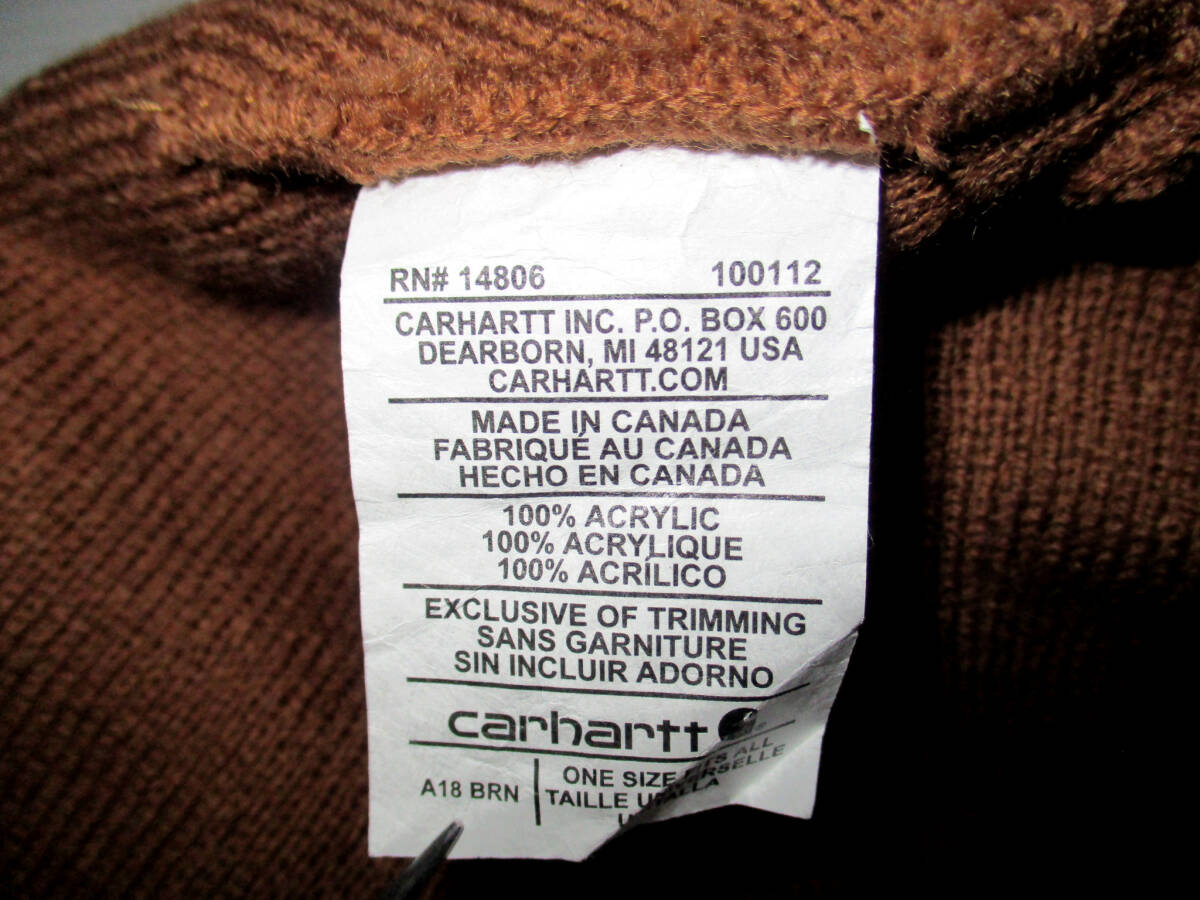 RN# 14806 100112
CARHARTT INC. P.O. BOX 600
DEARBORN, MI 48121 USA
CARHARTT.COM
MADE IN CANADA
FABRIQUÉ AU CANADA
HECHO EN CANADA
100% ACRYLIC
100% ACRYLIQUE
100% ACRÍLICO
EXCLUSIVE OF TRIMMING
SANS GARNITURE
SIN INCLUIR ADORNO
carhartt
A18 BRN
ONE SIZE ALL
TAILLE